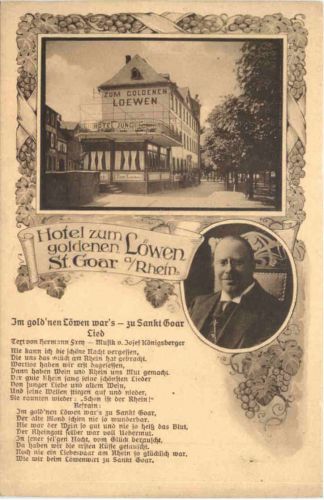 ZUM GOLDENEN
LOEWEN
HOTEL JUNG
Hotel zum
goldenen Löwen
St. Goar a/Rhein.
Im gold'nen Löwen war's – zu Sankt Goar
Lied
Text von Hermann Frey – Musik v. Josef Königsberger
Nie kann ich die schöne Nacht vergessen,
Die uns das Glück am Rhein hat gebracht.
Wortlos haben wir erst dagesessen,
Dann haben Wein und Rhein uns Mut gemacht.
Der gute Rhein sang seine schönsten Lieder
Von junger Liebe und altem Wein,
Und seine Wellen stiegen auf und nieder,
Sie raunten wieder: „Schön ist der Rhein!"
Refrain:
Im gold'nen Löwen war's zu Sankt Goar,
Der alte Mond schien nie so wunderbar.
Nie war der Wein so gut und nie so heiß das Blut,
Der Rheingott selber war voll Uebermut.
In jener sel'gen Nacht, vom Glück berauscht,
Da haben wir die ersten Küsse getauscht.
Noch nie ein Liebespaar am Rhein so glücklich war,
Wie wir beim Löwenwirt zu Sankt Goar.